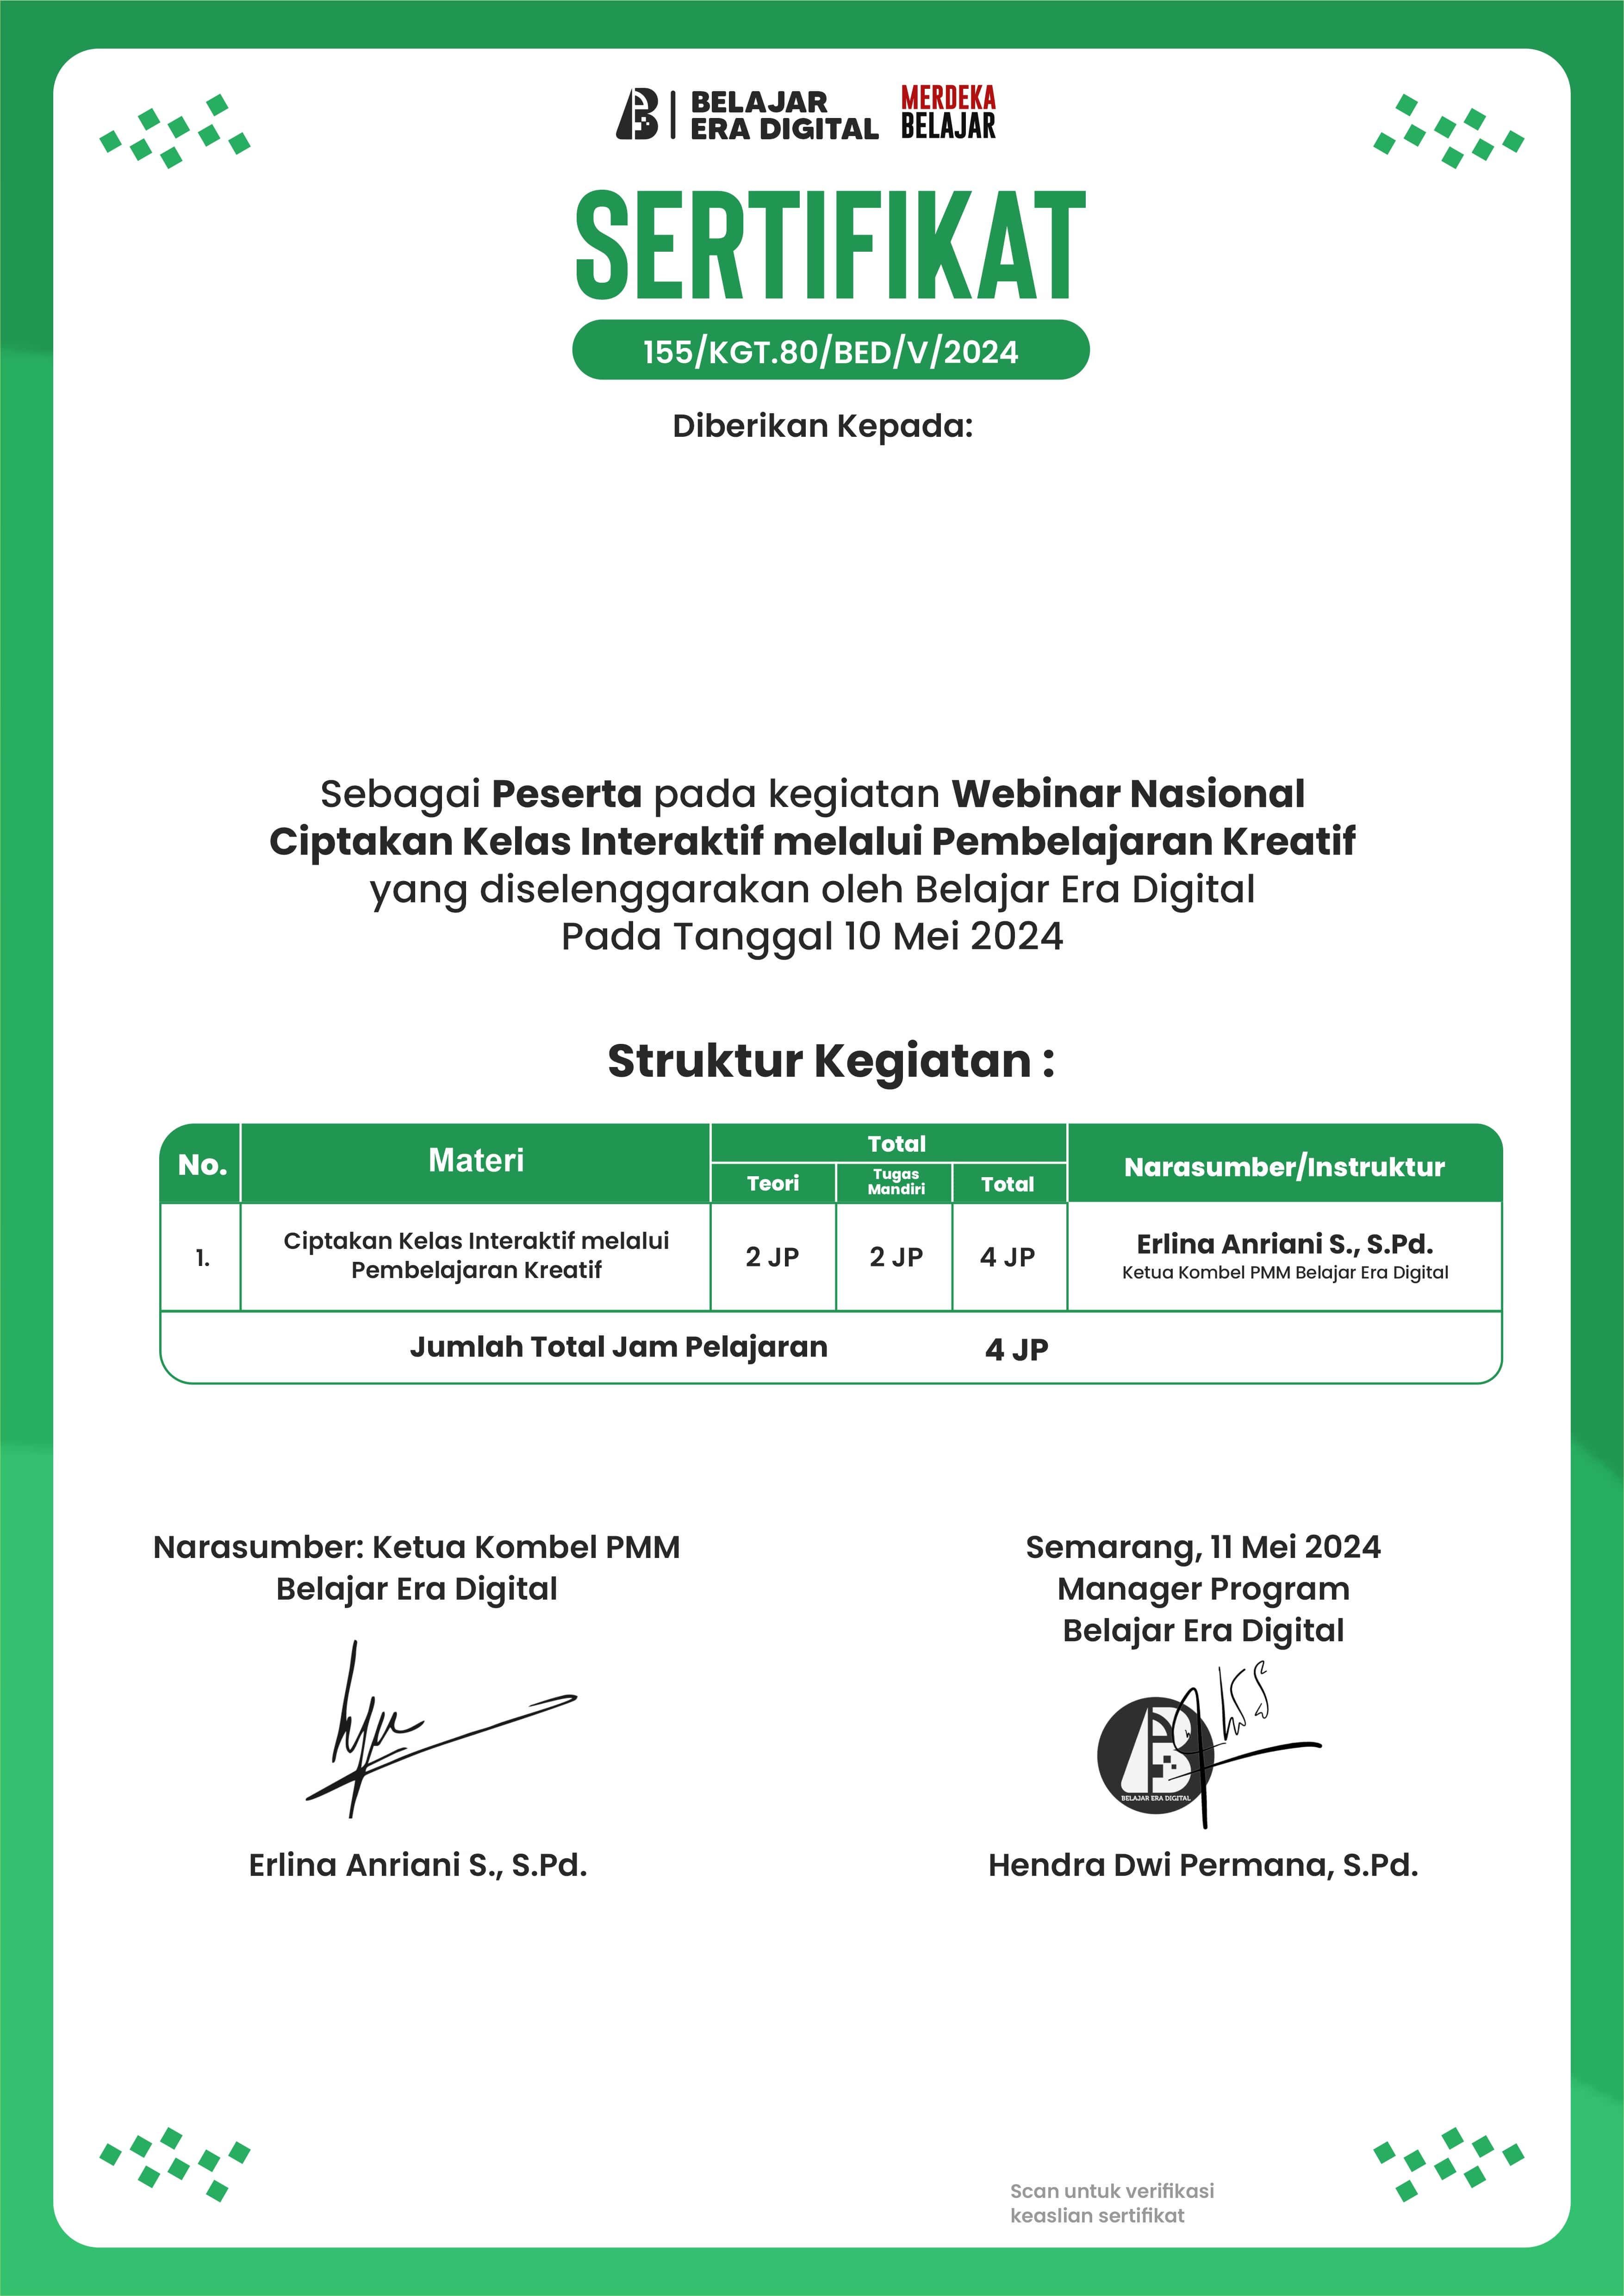 BELAJAR
ERA DIGITAL
MERDEKA
BELAJAR
SERTIFIKAT
155/KGT.80/BED/V/2024
Diberikan Kepada:
Sebagai Peserta pada kegiatan Webinar Nasional
Ciptakan Kelas Interaktif melalui Pembelajaran Kreatif
yang diselenggarakan oleh Belajar Era Digital
Pada Tanggal 10 Mei 2024
Struktur Kegiatan :
No.
Materi
Total
Teori
Tugas
Mandiri
Total
Narasumber/Instruktur
1.
Ciptakan Kelas Interaktif melalui
Pembelajaran Kreatif
2 JP
2 JP
4 JP
Erlina Anriani S., S.Pd.
Ketua Kombel PMM Belajar Era Digital
Jumlah Total Jam Pelajaran
4 JP
Narasumber: Ketua Kombel PMM
Belajar Era Digital
Erlina Anriani S., S.Pd.
Semarang, 11 Mei 2024
Manager Program
Belajar Era Digital
BELAJAR ERA DIGITAL
Hendra Dwi Permana, S.Pd.
Scan untuk verifikasi
keaslian sertifikat